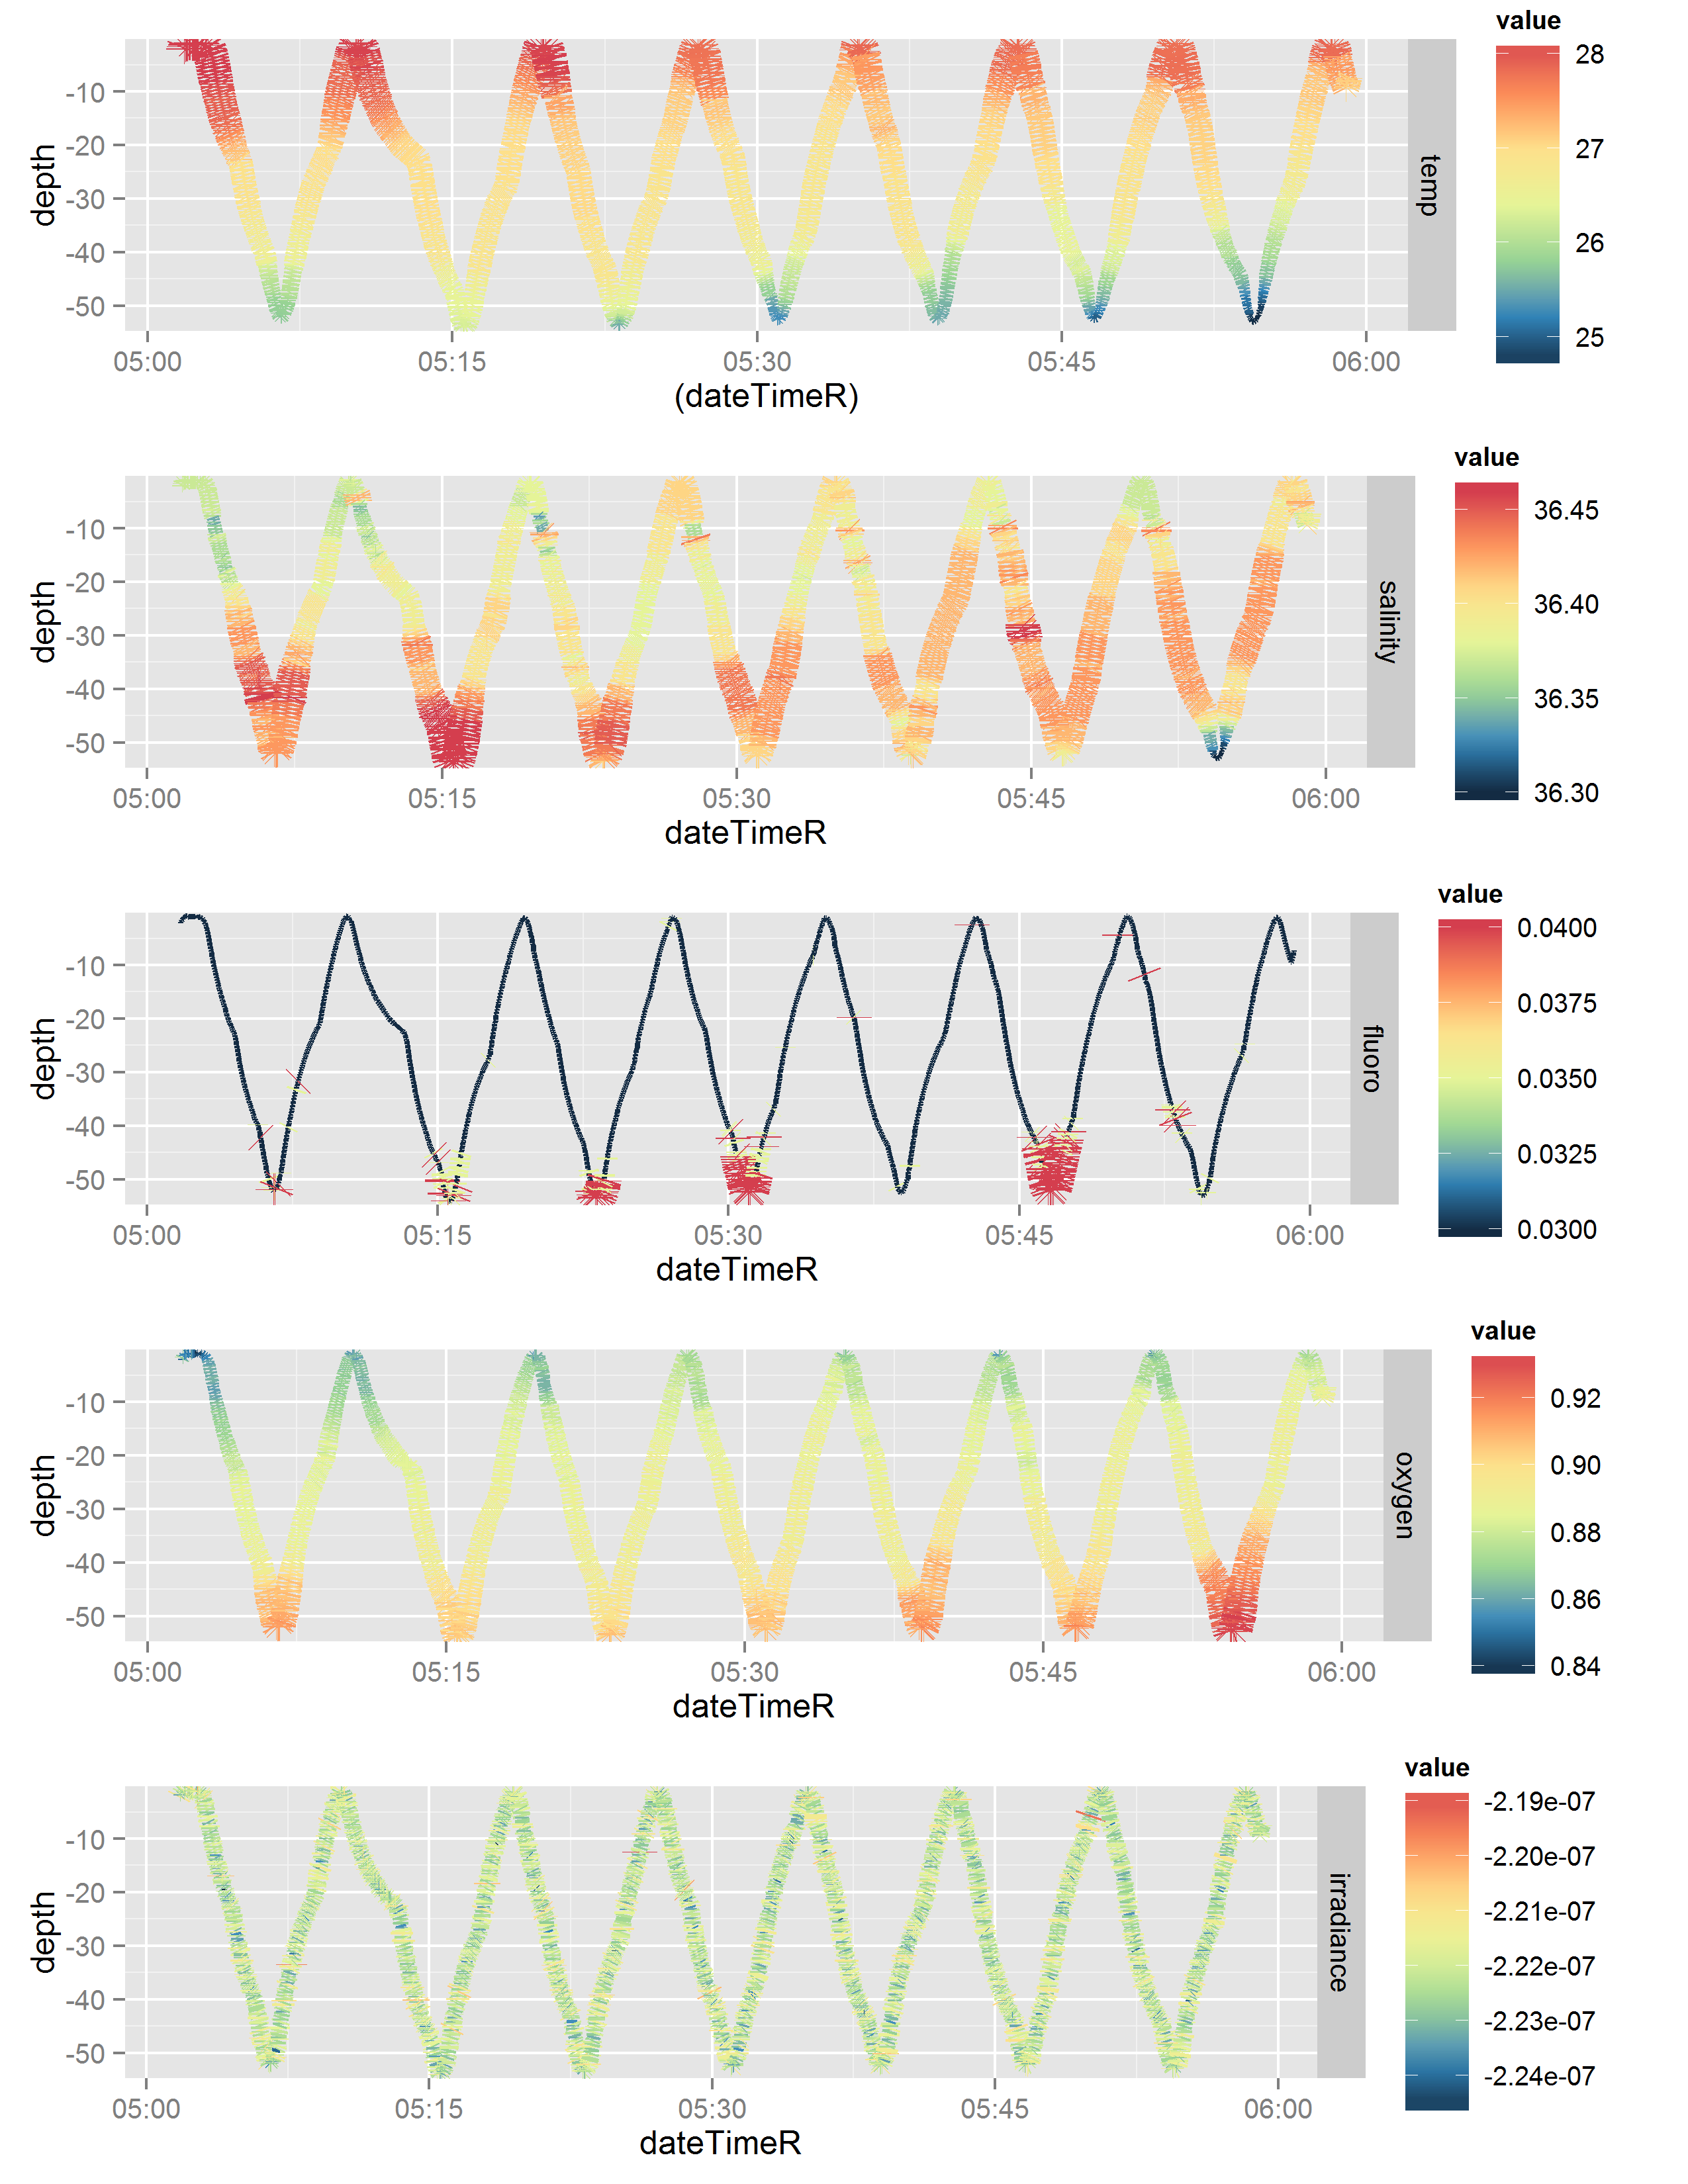 value
28
27
26
25
depth
-10
-20
-30
-40
-50
temp
05:00 05:15 05:30 05:45 06:00
(dateTimeR)
value
36.45
36.40
36.35
36.30
depth
-10
-20
-30
-40
-50
salinity
05:00 05:15 05:30 05:45 06:00
dateTimeR
value
0.0400
0.0375
0.0350
0.0325
0.0300
depth
-10
-20
-30
-40
-50
fluoro
05:00 05:15 05:30 05:45 06:00
dateTimeR
value
0.92
0.90
0.88
0.86
0.84
depth
-10
-20
-30
-40
-50
oxygen
05:00 05:15 05:30 05:45 06:00
dateTimeR
value
-2.19e-07
-2.20e-07
-2.21e-07
-2.22e-07
-2.23e-07
-2.24e-07
depth
-10
-20
-30
-40
-50
irradiance
05:00 05:15 05:30 05:45 06:00
dateTimeR